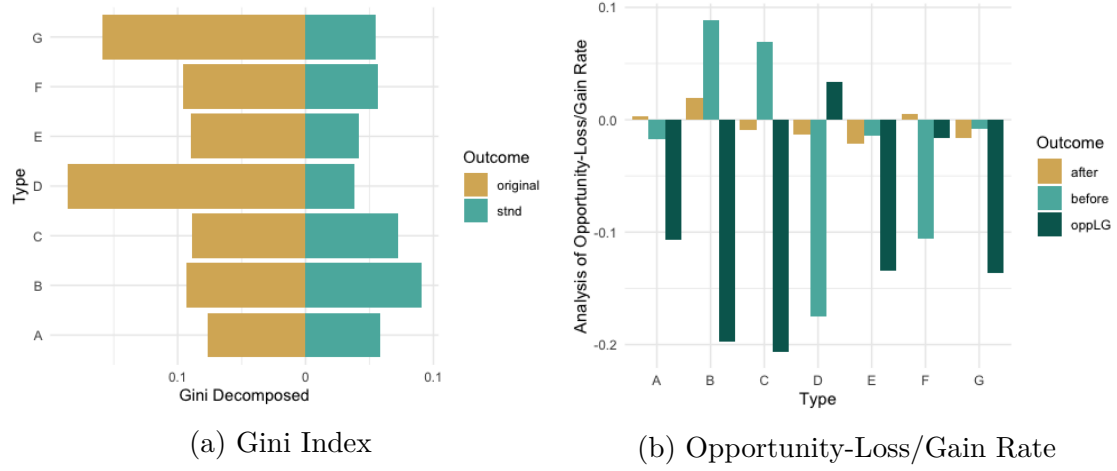 G
F
E
D
C
B
A
Type
0.1
0
0.1
Gini Decomposed
Outcome
original
stnd
(a) Gini Index
0.1
0.0
-0.1
-0.2
Analysis of Opportunity-Loss/Gain Rate
A B C D E F G
Type
Outcome
after
before
oppLG
(b) Opportunity-Loss/Gain Rate